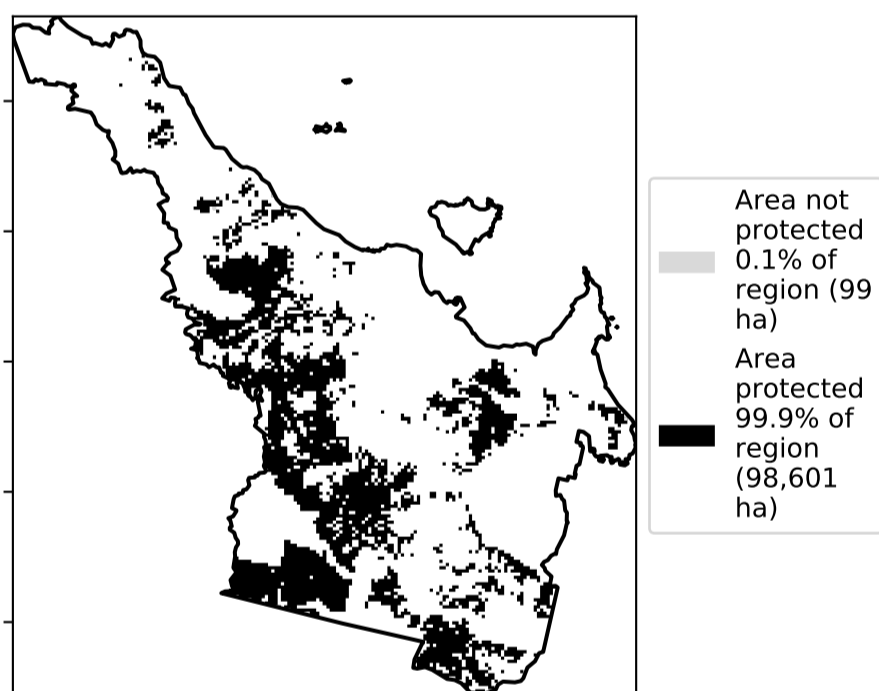 Area not
protected
0.1% of
region (99
ha)
Area
protected
99.9% of
region
(98,601
ha)